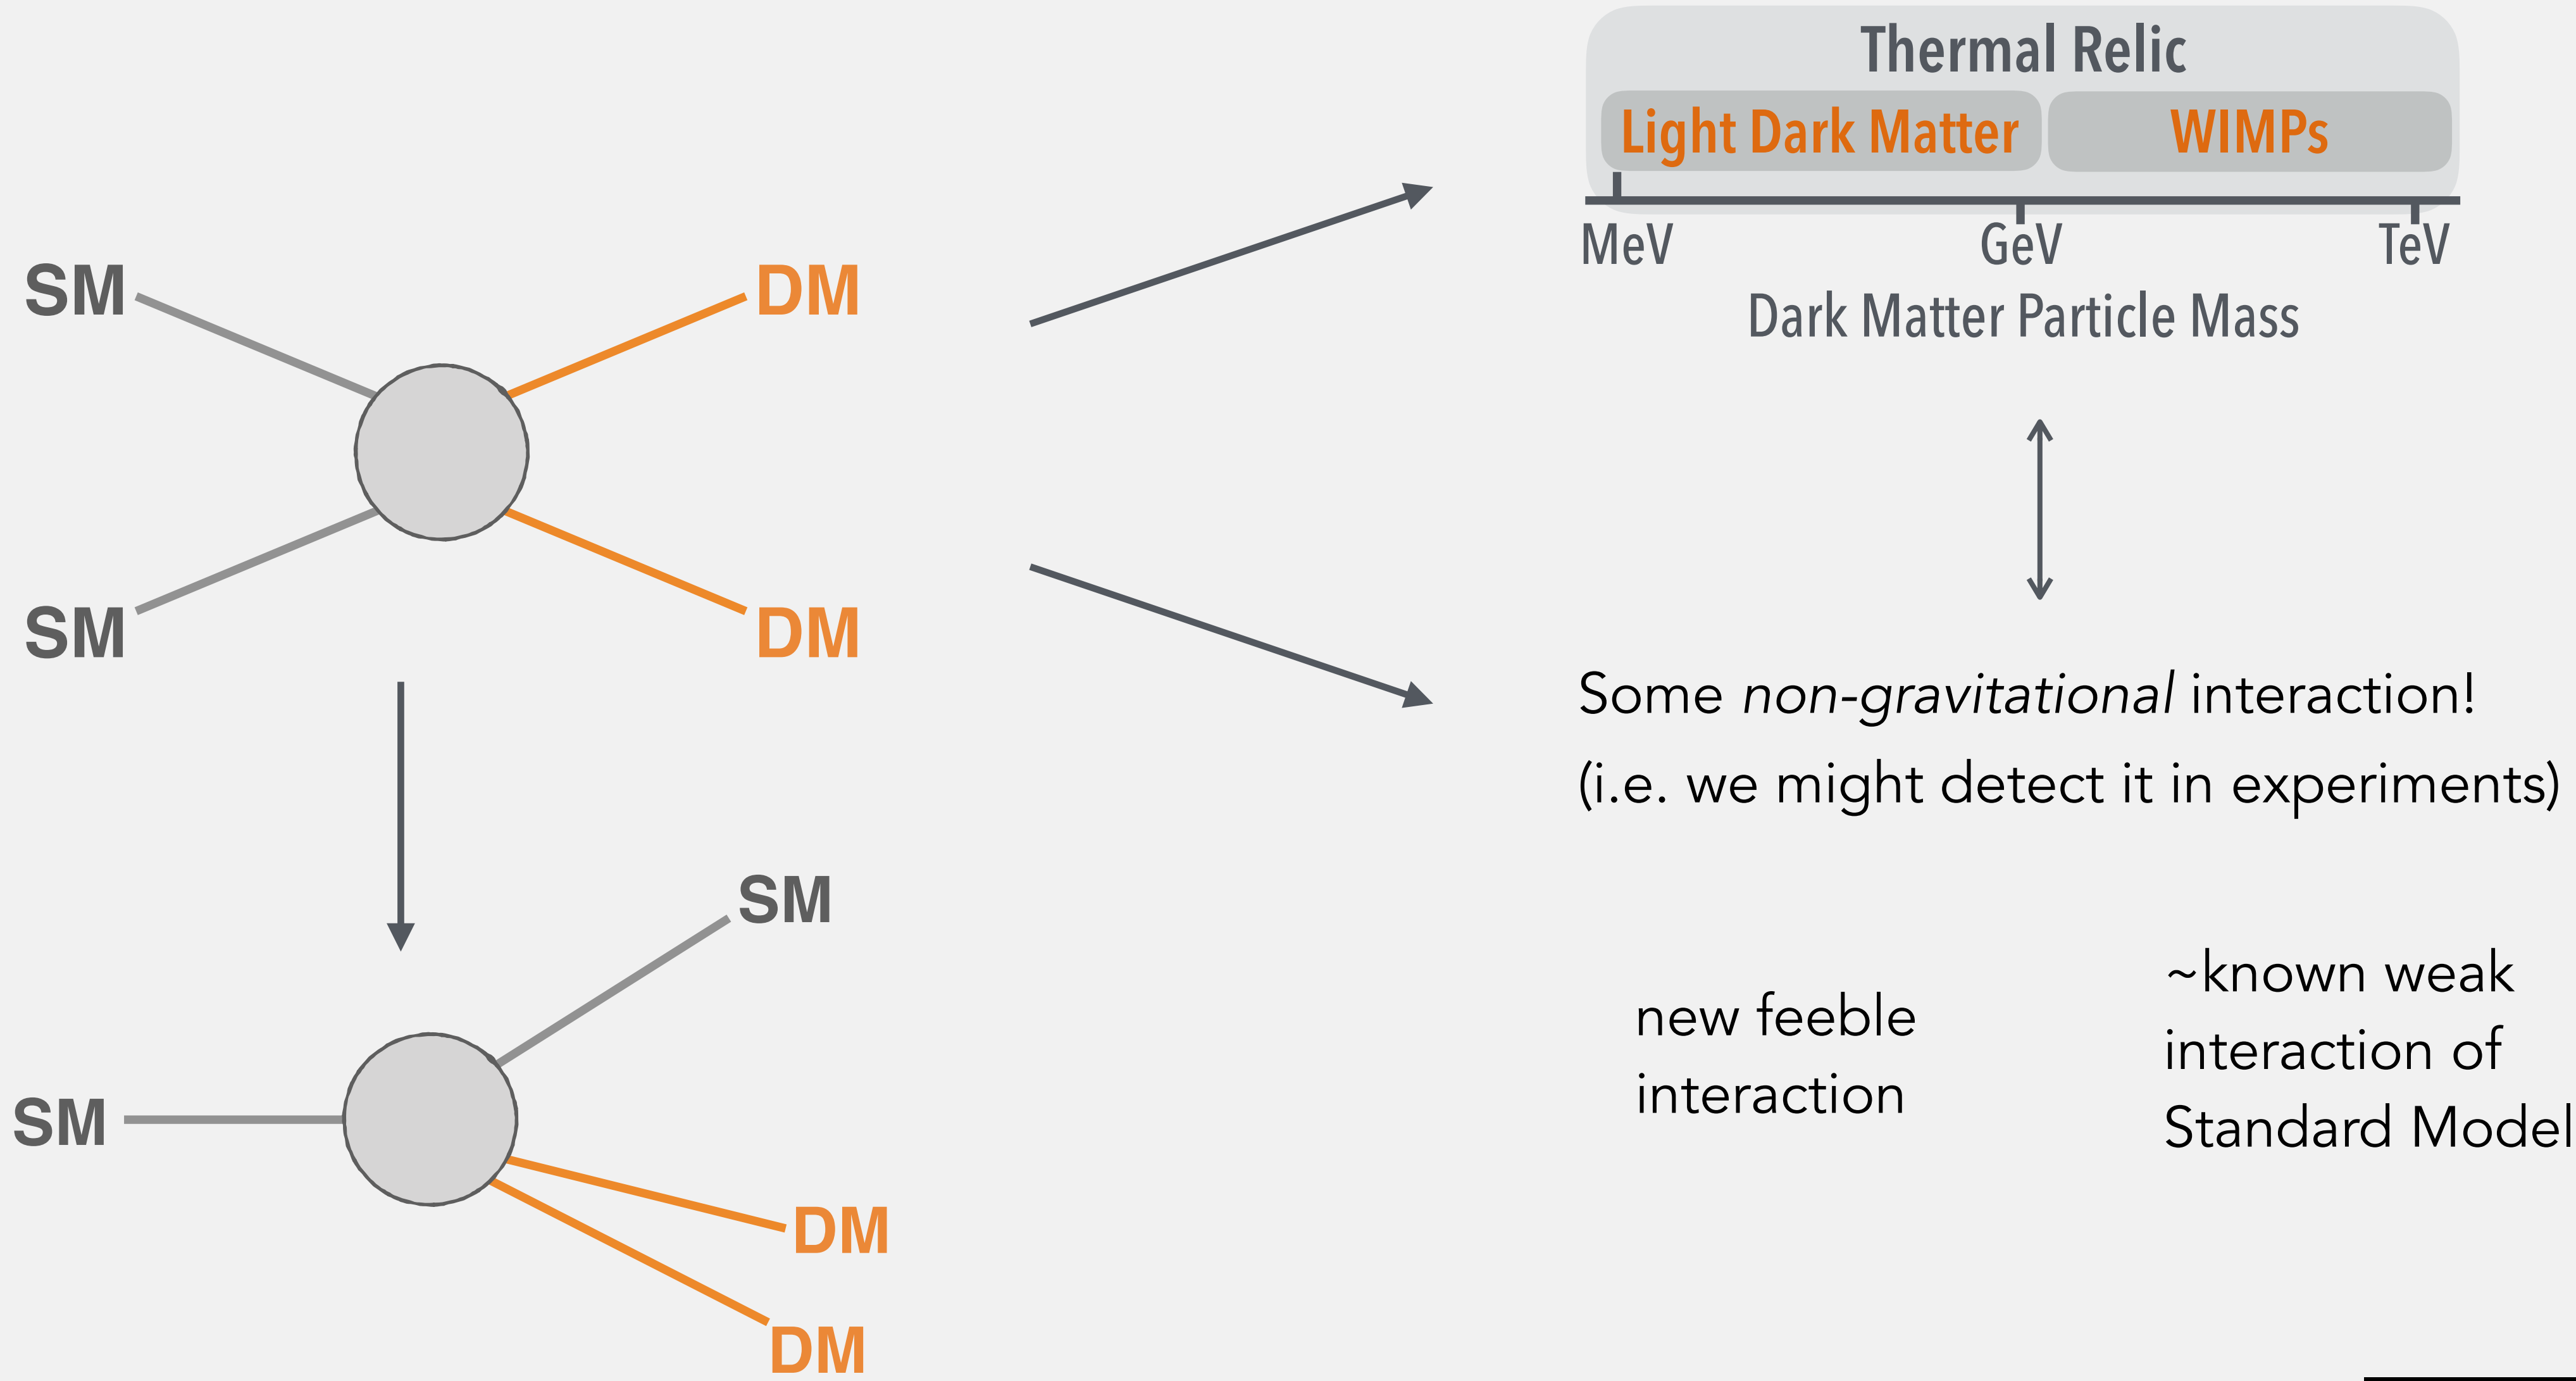 SM
DM
SM
DM
SM
SM
DM
DM
Thermal Relic
Light Dark Matter
WIMPs
MeV
GeV
TeV
Dark Matter Particle Mass
Some non-gravitational interaction!
(i.e. we might detect it in experiments)
new feeble
interaction
~known weak
interaction of
Standard Model